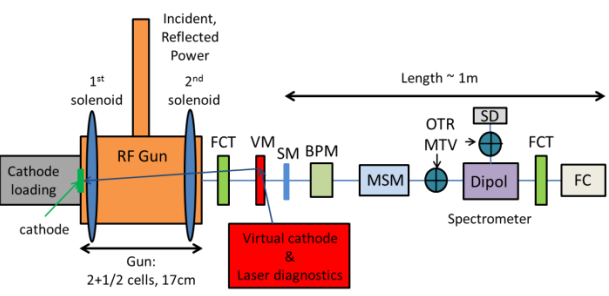 Incident,
Reflected
Power
1st
solenoid
2nd
solenoid
Length ~ 1m
RF Gun
FCT
VM
SM
BPM
OTR
MTV
SD
FCT
Cathode
loading
MSM
Dipol
FC
cathode
Spectrometer
Gun:
2+1/2 cells, 17cm
Virtual cathode
&
Laser diagnostics